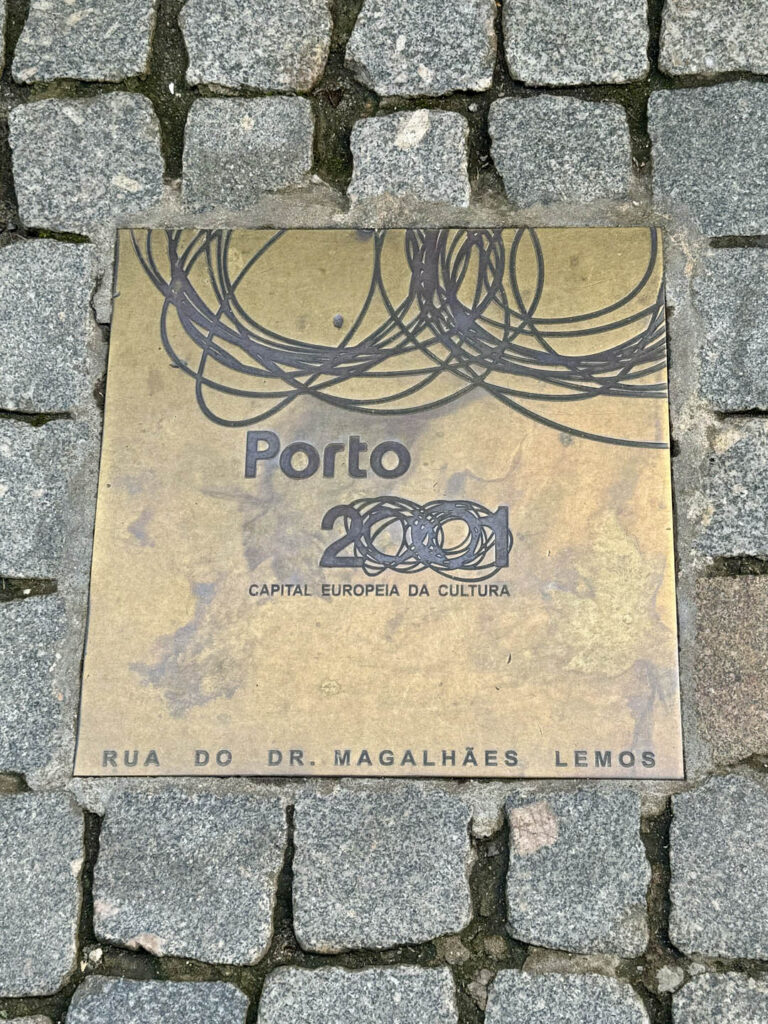 Porto
2001
CAPITAL EUROPEIA DA CULTURA
RUA DO DR. MAGALHÃES LEMOS